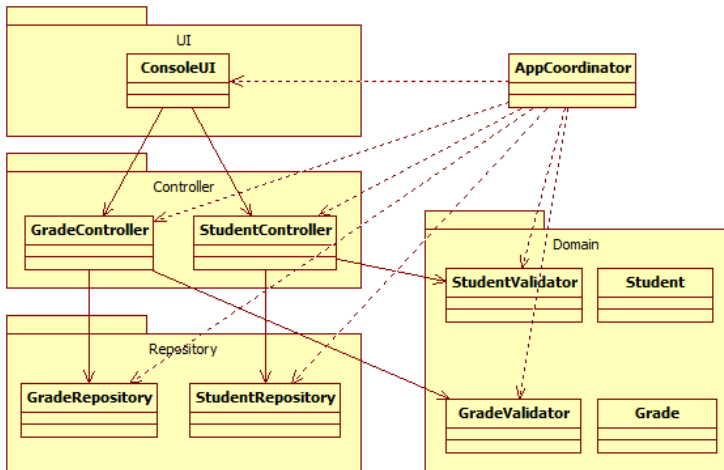 UI
ConsoleUI
AppCoordinator
Controller
GradeController
StudentController
Domain
StudentValidator
Student
Repository
GradeRepository
StudentRepository
GradeValidator
Grade